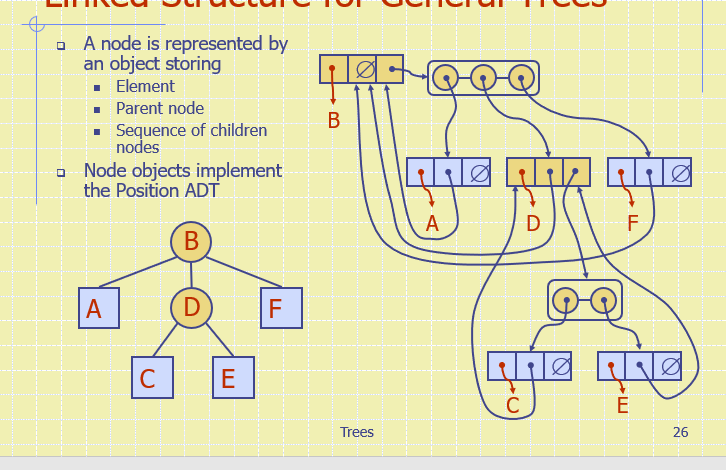 Linked Structure for General Trees
A node is represented by
an object storing
Element
Parent node
Sequence of children
nodes
Node objects implement
the Position ADT
∅
B
A
∅
D
F
∅
B
A
D
F
C
E
∅
C
∅
E
Trees
26